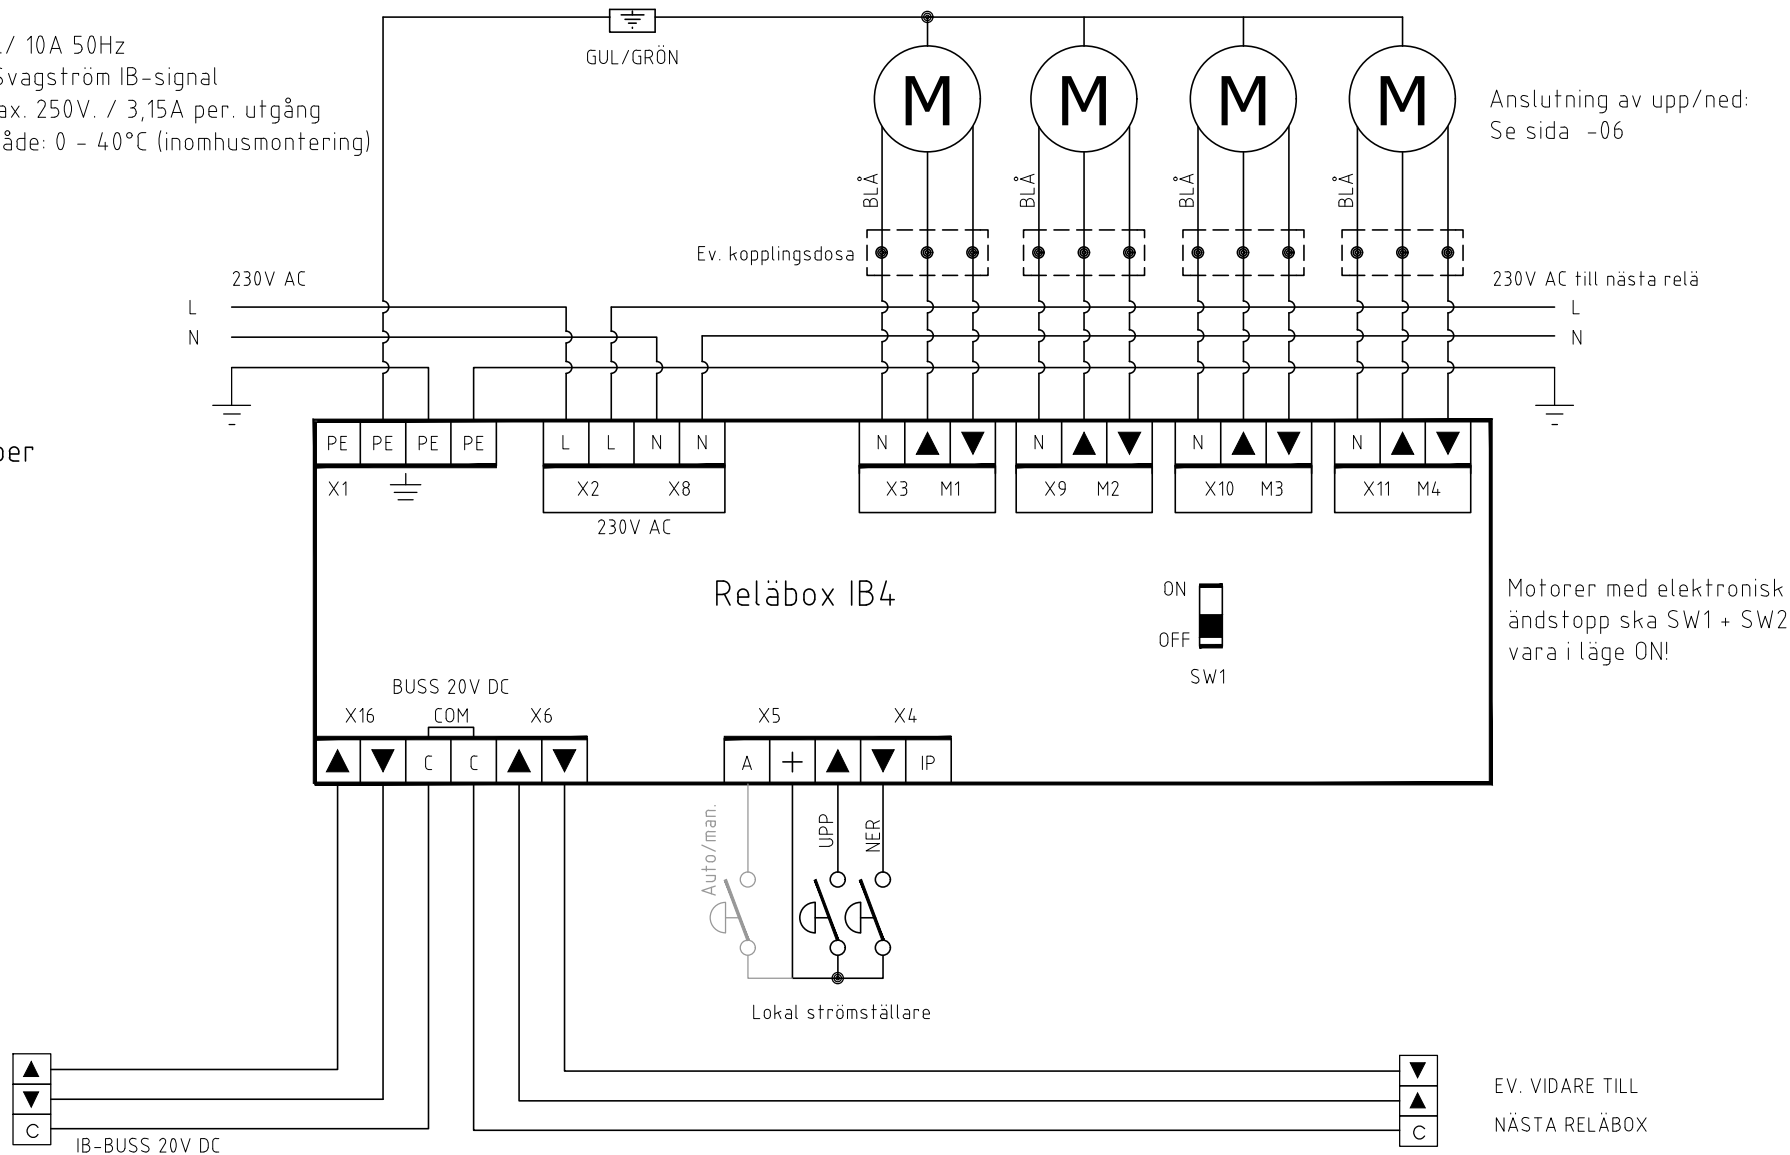 / 10A 50Hz
Svagström IB-signal
ax. 250V. / 3,15A per. utgång
åde: 0 - 40°C (inomhusmontering)
GUL/GRÖN
M M M M
Anslutning av upp/ned:
Se sida -06
BLÅ BLÅ BLÅ BLÅ
Ev. kopplingsdosa
230V AC
L
N
230V AC till nästa relä
L
N
ber
PE PE PE PE L L N N N ▲ ▼ N ▲ ▼ N ▲ ▼ N ▲ ▼
X1 X2 X8 X3 M1 X9 M2 X10 M3 X11 M4
230V AC
Reläbox IB4
ON
OFF
SW1
Motorer med elektronisk
ändstopp ska SW1 + SW2
vara i läge ON!
BUSS 20V DC
X16 COM X6 X5 X4
▲ ▼ C C ▲ ▼ A + ▲ ▼ IP
Auto/man. UPP NER
Lokal strömställare
▲
▼
C
IB-BUSS 20V DC
▼
▲
C
EV. VIDARE TILL
NÄSTA RELÄBOX